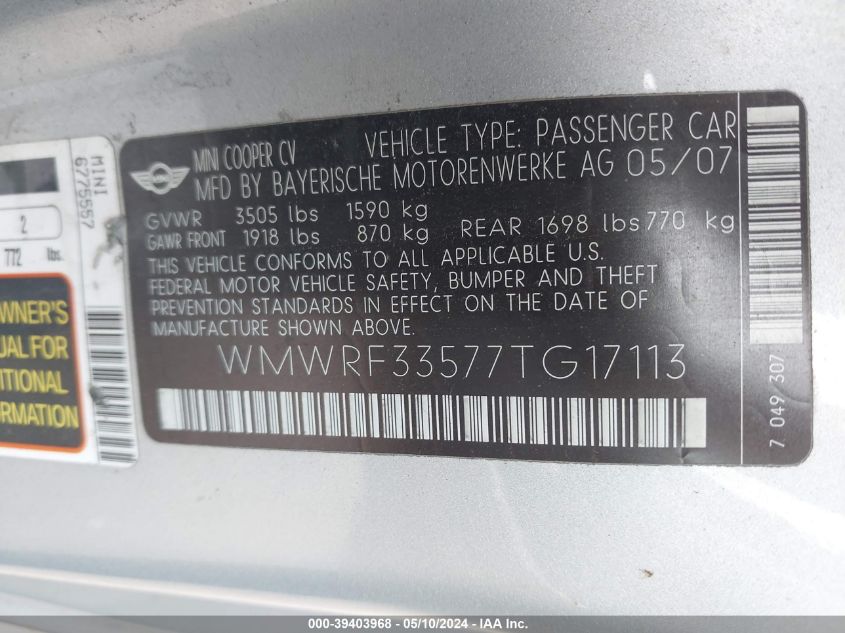 MINI
6775557
2
772 lbs.
OWNER'S
UAL FOR
ITIONAL
ORMATION
MINI COOPER CV VEHICLE TYPE: PASSENGER CAR
MFD BY BAYERISCHE MOTORENWERKE AG 05/07
GVWR 3505 lbs 1590 kg
GAWR FRONT 1918 lbs 870 kg REAR 1698 lbs 770 kg
THIS VEHICLE CONFORMS TO ALL APPLICABLE U.S.
FEDERAL MOTOR VEHICLE SAFETY, BUMPER AND THEFT
PREVENTION STANDARDS IN EFFECT ON THE DATE OF
MANUFACTURE SHOWN ABOVE.
WMWRF33577TG17113
7 049 307
000-39403968 - 05/10/2024 - IAA Inc.